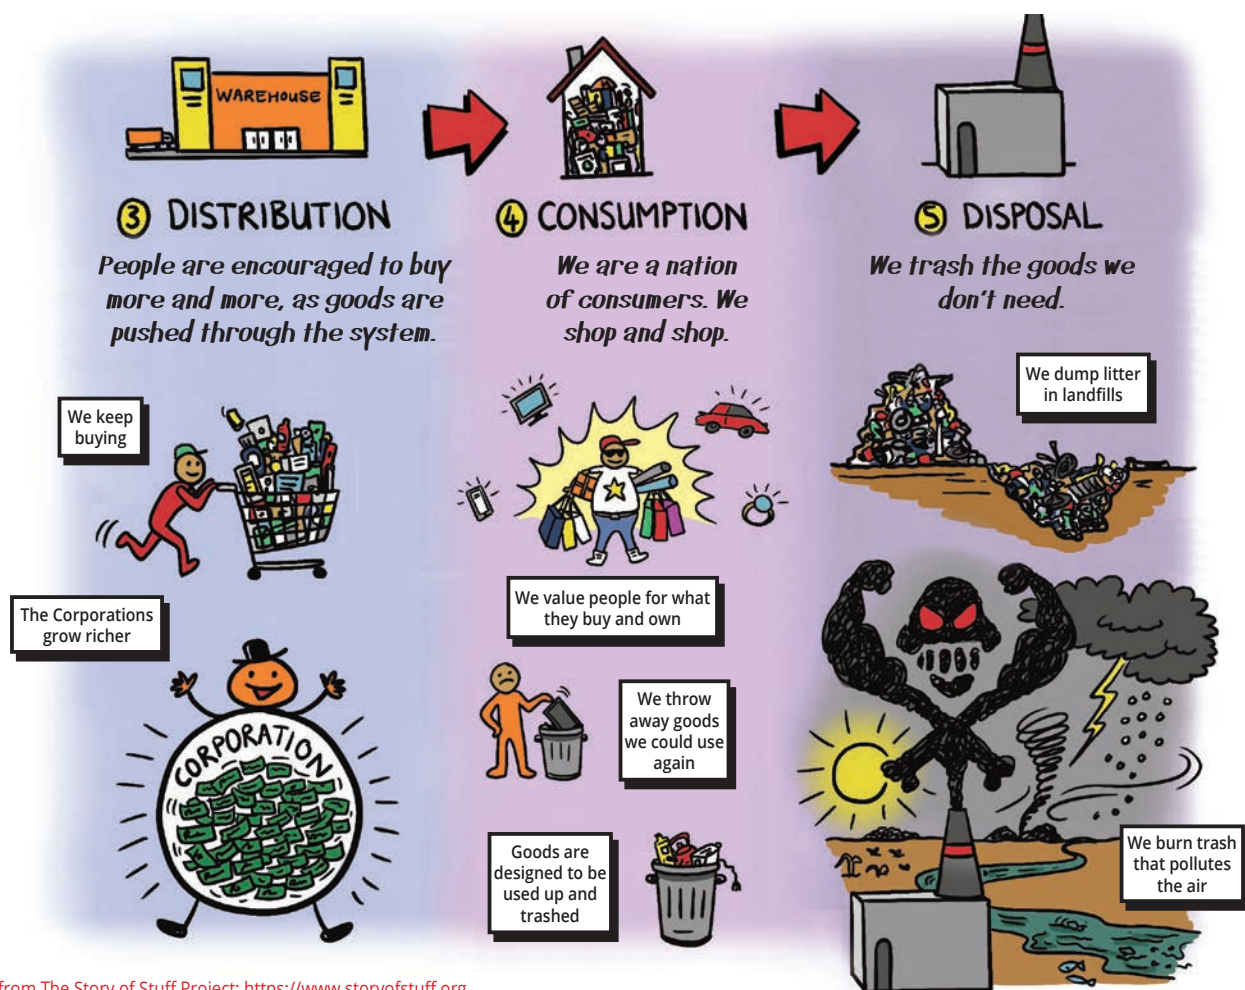 WAREHOUSE
3 DISTRIBUTION
People are encouraged to buy
more and more, as goods are
pushed through the system.
We keep
buying
The Corporations
grow richer
CORPORATION
4 CONSUMPTION
We are a nation
of consumers. We
shop and shop.
We value people for what
they buy and own
We throw
away goods
we could use
again
Goods are
designed to be
used up and
trashed
5 DISPOSAL
We trash the goods we
don't need.
We dump litter
in landfills
We burn trash
that pollutes
the air
from The Story of Stuff Project: https://www.storyofstuff.org